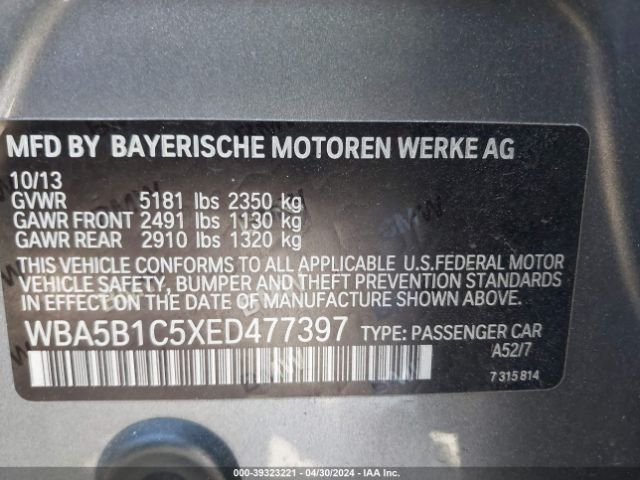 MFD BY BAYERISCHE MOTOREN WERKE AG
10/13
GVWR 5181 lbs 2350 kg
GAWR FRONT 2491 lbs 1130 kg
GAWR REAR 2910 lbs 1320 kg
THIS VEHICLE CONFORMS TO ALL APPLICABLE U.S.FEDERAL MOTOR
VEHICLE SAFETY, BUMPER AND THEFT PREVENTION STANDARDS
IN EFFECT ON THE DATE OF MANUFACTURE SHOWN ABOVE.
WBA5B1C5XED477397 TYPE: PASSENGER CAR
A52/7
7 315 814
000-39323221 - 04/30/2024 - IAA Inc.